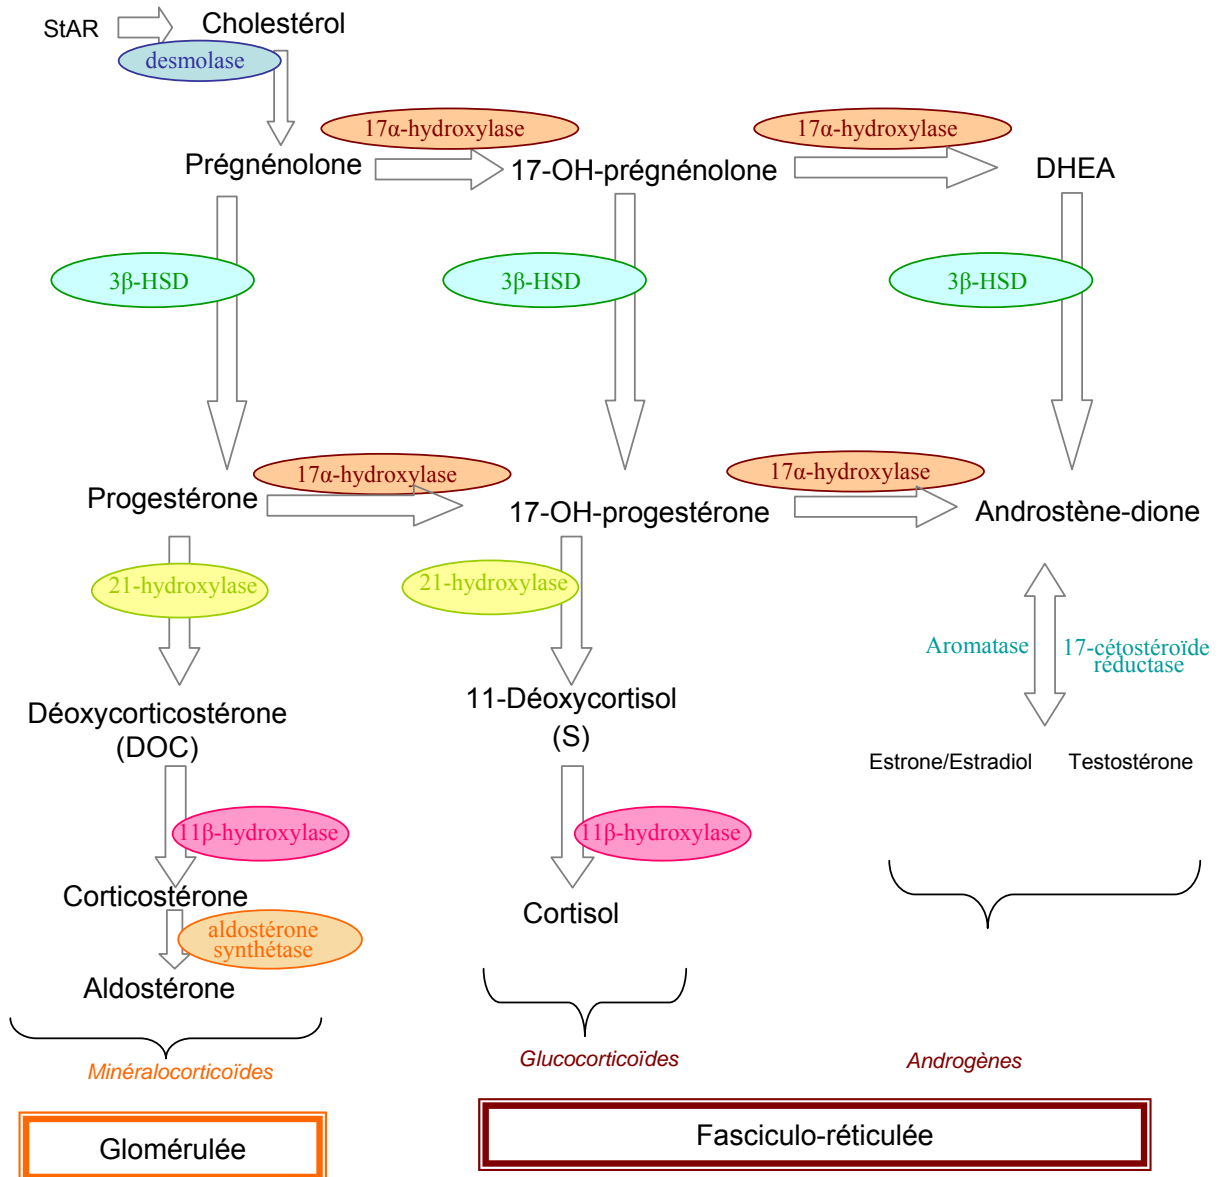 StAR
Cholestérol
desmolase
17α-hydroxylase
17α-hydroxylase
Prégnénolone
17-OH-prégnénolone
DHEA
3β-HSD
3β-HSD
3β-HSD
17α-hydroxylase
17α-hydroxylase
Progestérone
17-OH-progestérone
Androstène-dione
21-hydroxylase
21-hydroxylase
Aromatase
17-cétostéroïde
réductase
Déoxycorticostérone
(DOC)
11-Déoxycortisol
(S)
Estrone/Estradiol
Testostérone
11β-hydroxylase
11β-hydroxylase
Corticostérone
Cortisol
aldostérone
synthétase
Aldostérone
Minéralocorticoïdes
Glucocorticoïdes
Androgènes
Glomérulée
Fasciculo-réticulée